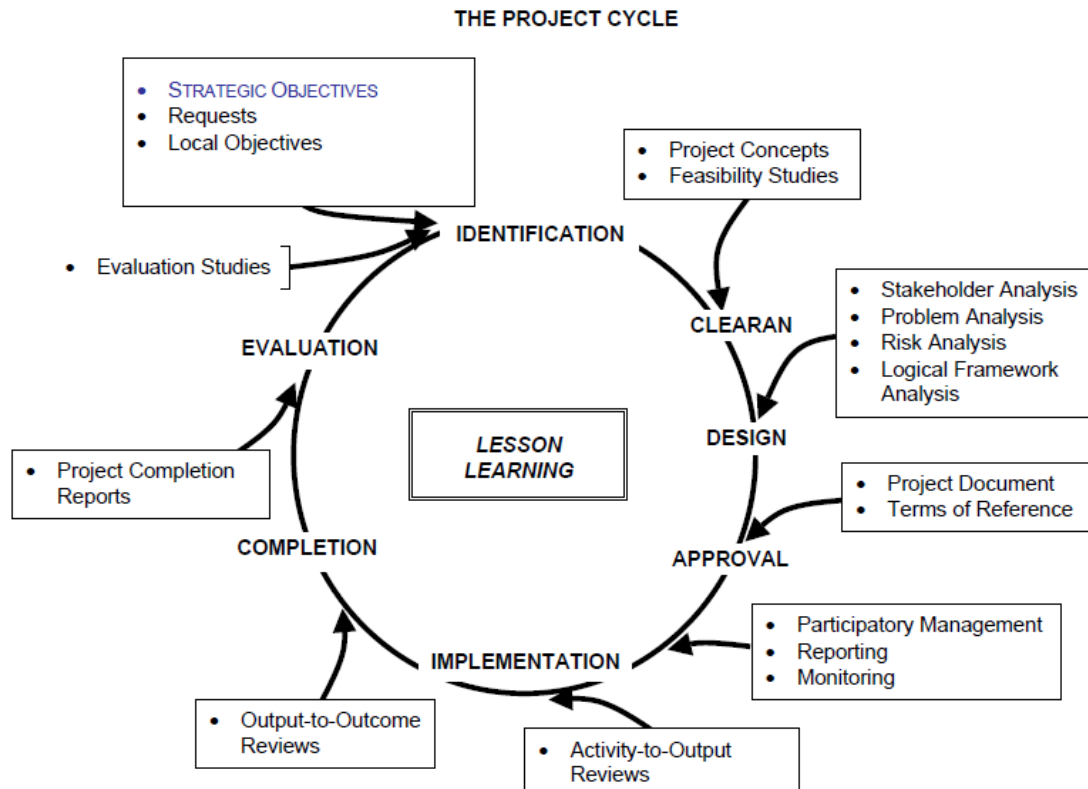 THE PROJECT CYCLE
• STRATEGIC OBJECTIVES
• Requests
• Local Objectives
• Project Concepts
• Feasibility Studies
IDENTIFICATION
• Evaluation Studies
CLEARAN
• Stakeholder Analysis
• Problem Analysis
• Risk Analysis
• Logical Framework
Analysis
EVALUATION
DESIGN
LESSON
LEARNING
• Project Completion
Reports
• Project Document
• Terms of Reference
COMPLETION
APPROVAL
• Participatory Management
• Reporting
• Monitoring
IMPLEMENTATION
• Output-to-Outcome
Reviews
• Activity-to-Output
Reviews